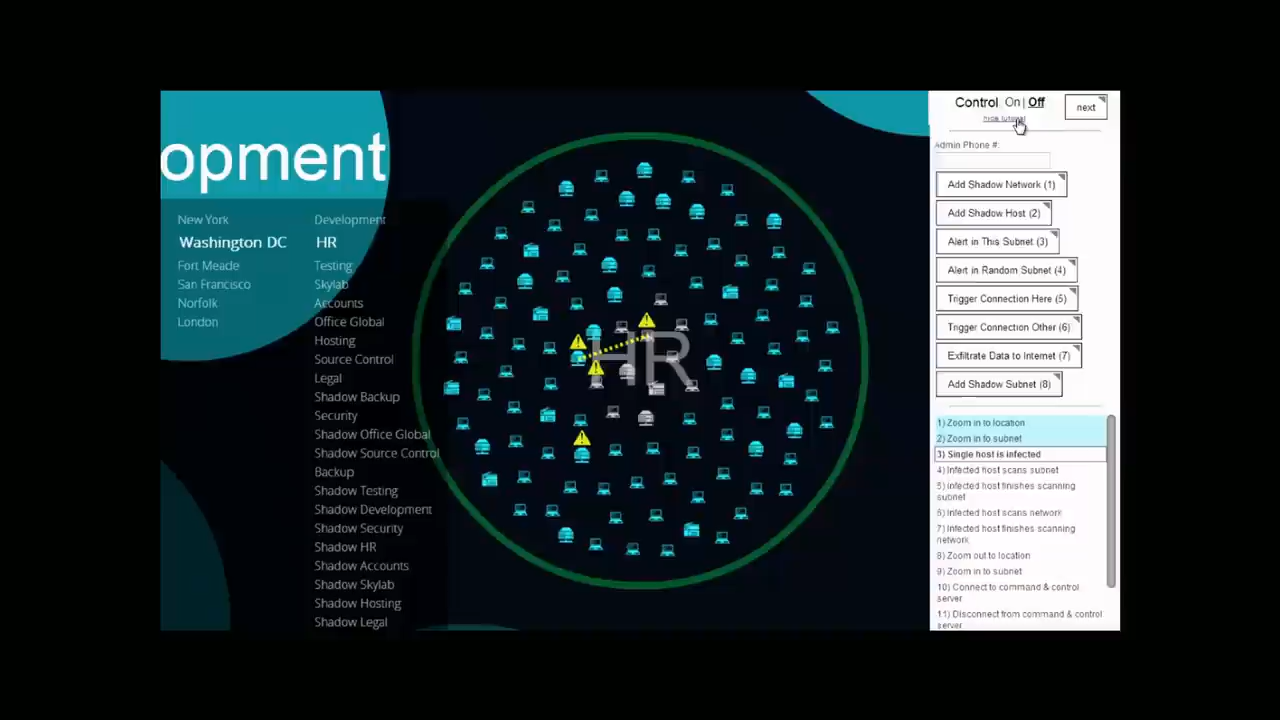 opment
New York
Washington DC
Fort Meade
San Francisco
Norfolk
London
Development
HR
Testing
Skylab
Accounts
Office Global
Hosting
Source Control
Legal
Shadow Backup
Security
Shadow Office Global
Shadow Source Control
Backup
Shadow Testing
Shadow Development
Shadow Security
Shadow HR
Shadow Accounts
Shadow Skylab
Shadow Hosting
Shadow Legal
HR
Control On | Off
next
hide tutorial
Admin Phone #:
Add Shadow Network (1)
Add Shadow Host (2)
Alert in This Subnet (3)
Alert in Random Subnet (4)
Trigger Connection Here (5)
Trigger Connection Other (6)
Exfiltrate Data to Internet (7)
Add Shadow Subnet (8)
1) Zoom in to location
2) Zoom in to subnet
3) Single host is infected
4) Infected host scans subnet
5) Infected host finishes scanning
subnet
6) Infected host scans network
7) Infected host finishes scanning
network
8) Zoom out to location
9) Zoom in to subnet
10) Connect to command & control
server
11) Disconnect from command & control
server